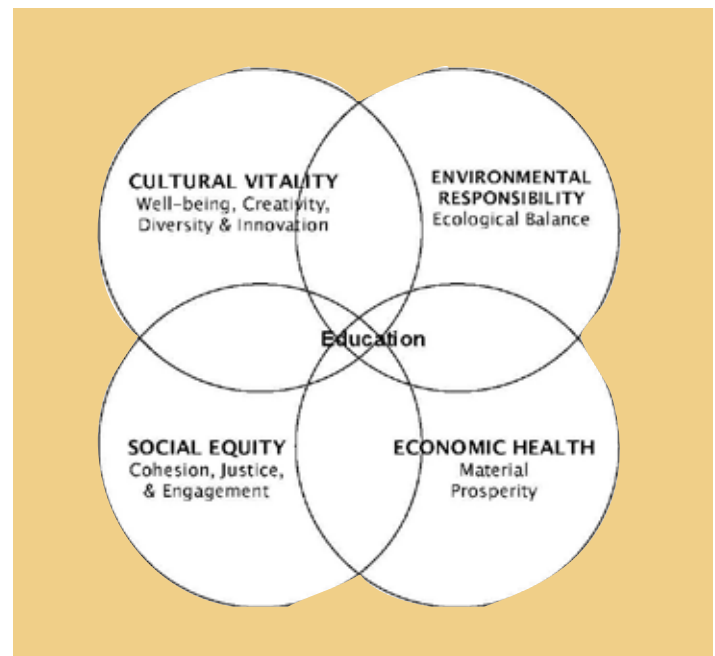 CULTURAL VITALITY
Well-being, Creativity,
Diversity & Innovation
ENVIRONMENTAL
RESPONSIBILITY
Ecological Balance
Education
SOCIAL EQUITY
Cohesion, Justice,
& Engagement
ECONOMIC HEALTH
Material
Prosperity